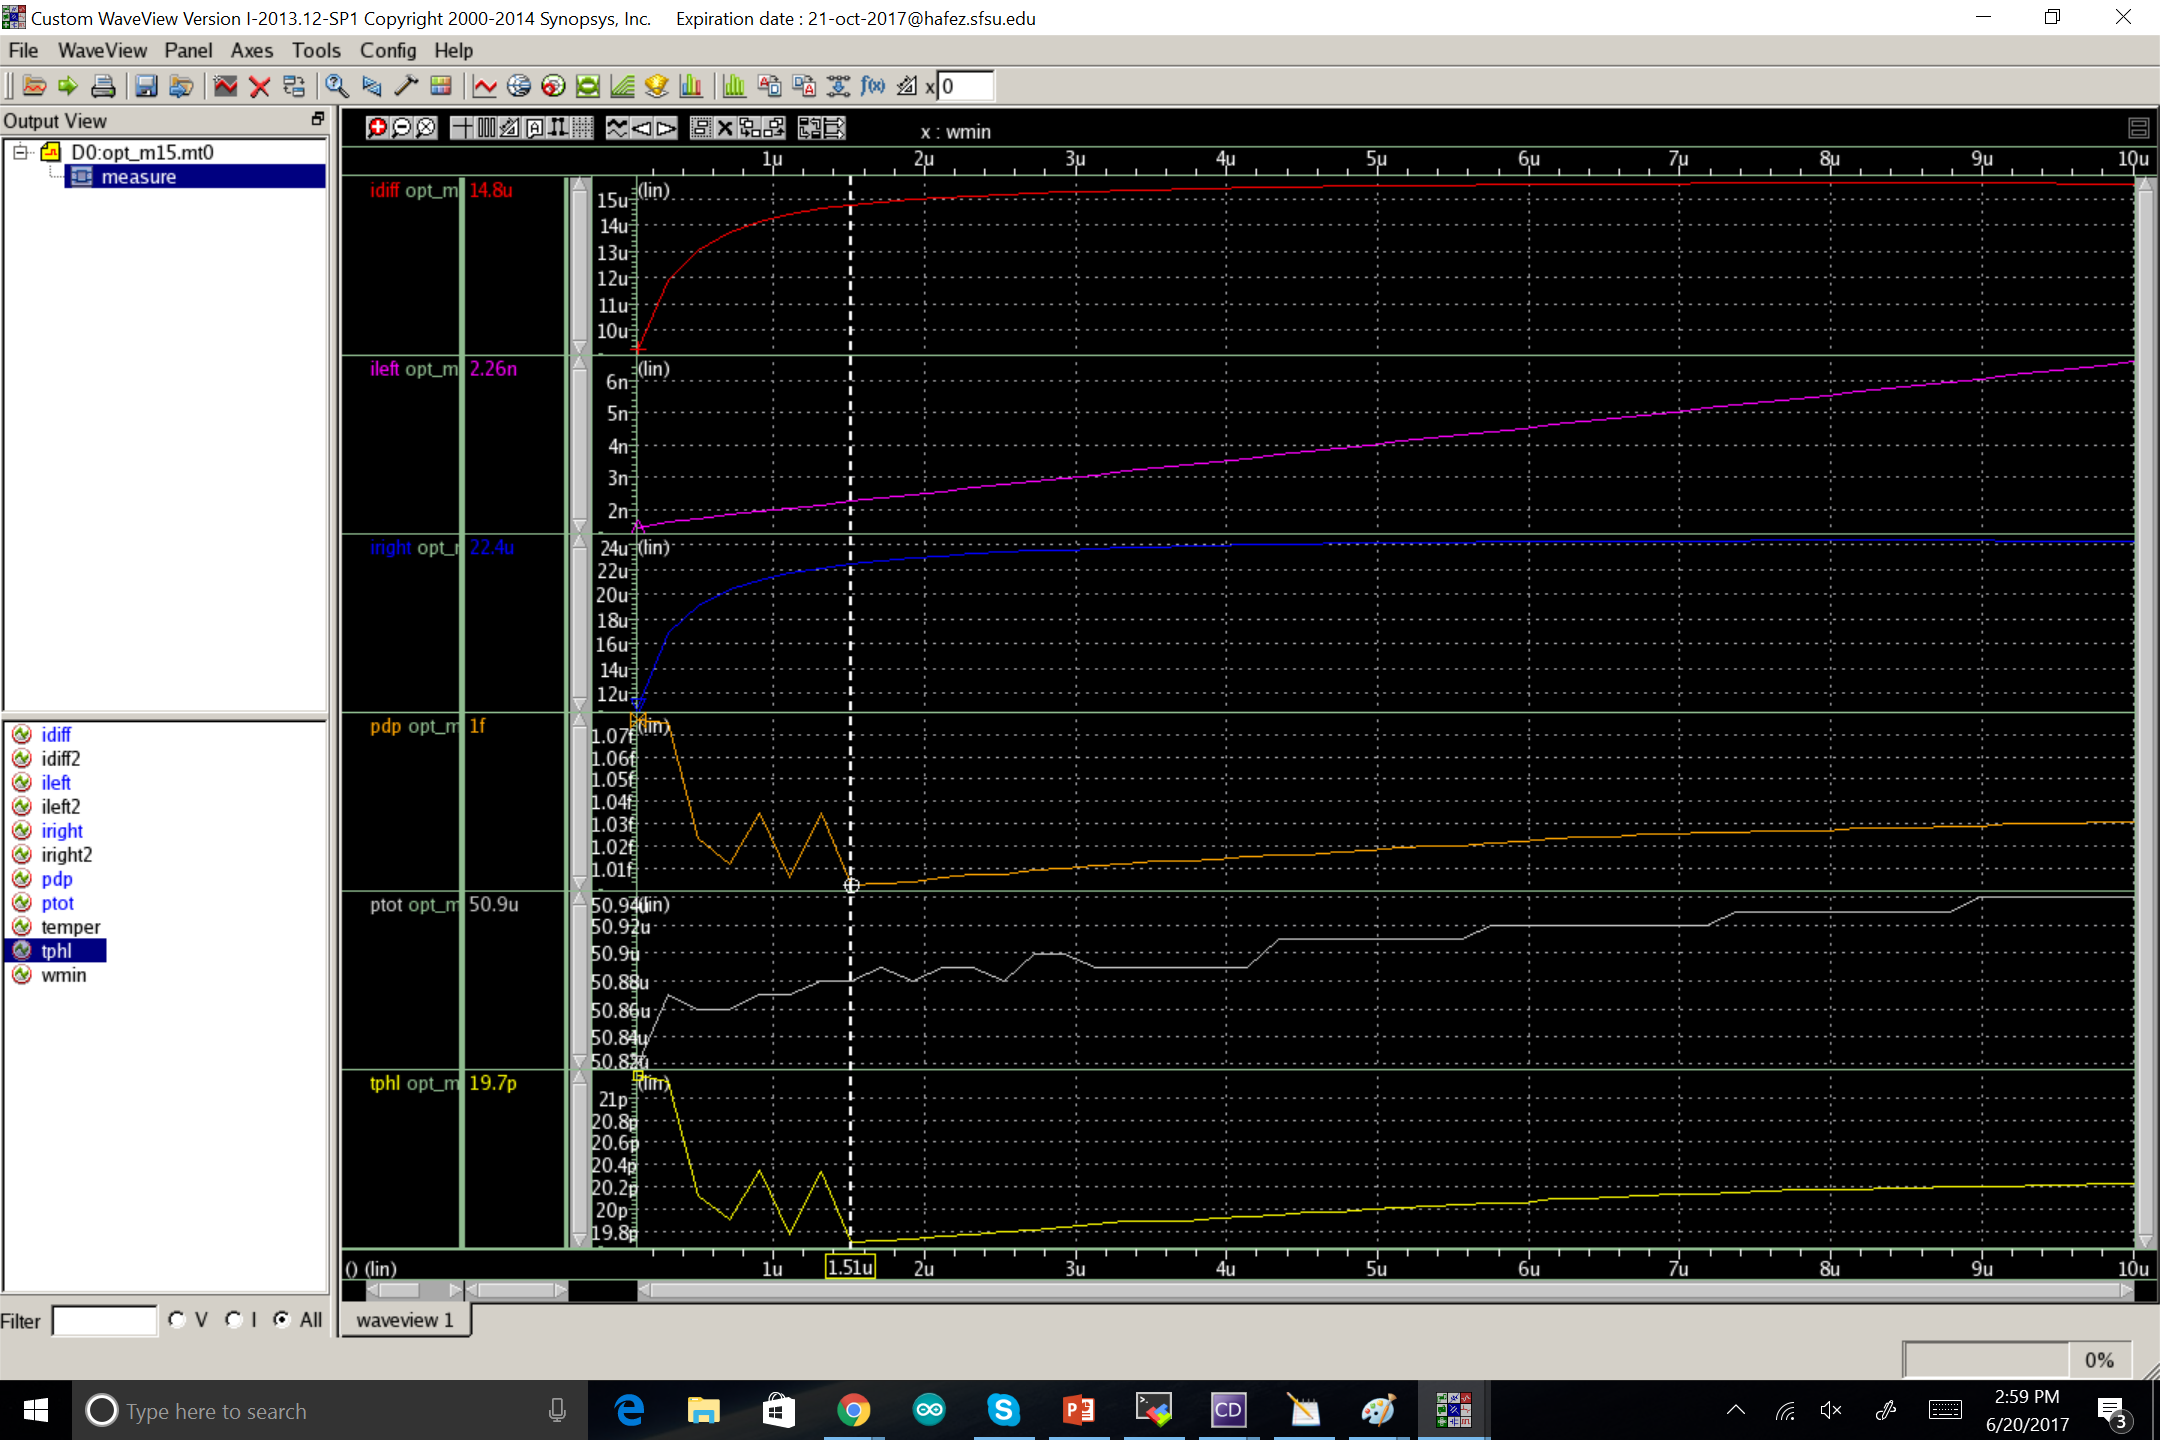 Custom WaveView Version I-2013.12-SP1 Copyright 2000-2014 Synopsys, Inc. Expiration date : 21-oct-2017@hafez.sfsu.edu
File WaveView Panel Axes Tools Config Help
x 0
Output View
D0:opt_m15.mt0
measure
x : wmin
1u 2u 3u 4u 5u 6u 7u 8u 9u 10u
idiff opt_m 14.8u
(lin)
15u
14u
13u
12u
11u
10u
ileft opt_m 2.26n
(lin)
6n
5n
4n
3n
2n
iright opt_r 22.4u
(lin)
24u
22u
20u
18u
16u
14u
12u
pdp opt_m 1f
(lin)
1.07f
1.06f
1.05f
1.04f
1.03f
1.02f
1.01f
ptot opt_m 50.9u
(lin)
50.94u
50.92u
50.9u
50.88u
50.86u
50.84u
50.82u
tphl opt_m 19.7p
(lin)
21p
20.8p
20.6p
20.4p
20.2p
20p
19.8p
() (lin)
1u 1.51u 2u 3u 4u 5u 6u 7u 8u 9u 10u
idiff
idiff2
ileft
ileft2
iright
iright2
pdp
ptot
temper
tphl
wmin
Filter V I All
waveview 1
0%
Type here to search
CD
2:59 PM
6/20/2017
3